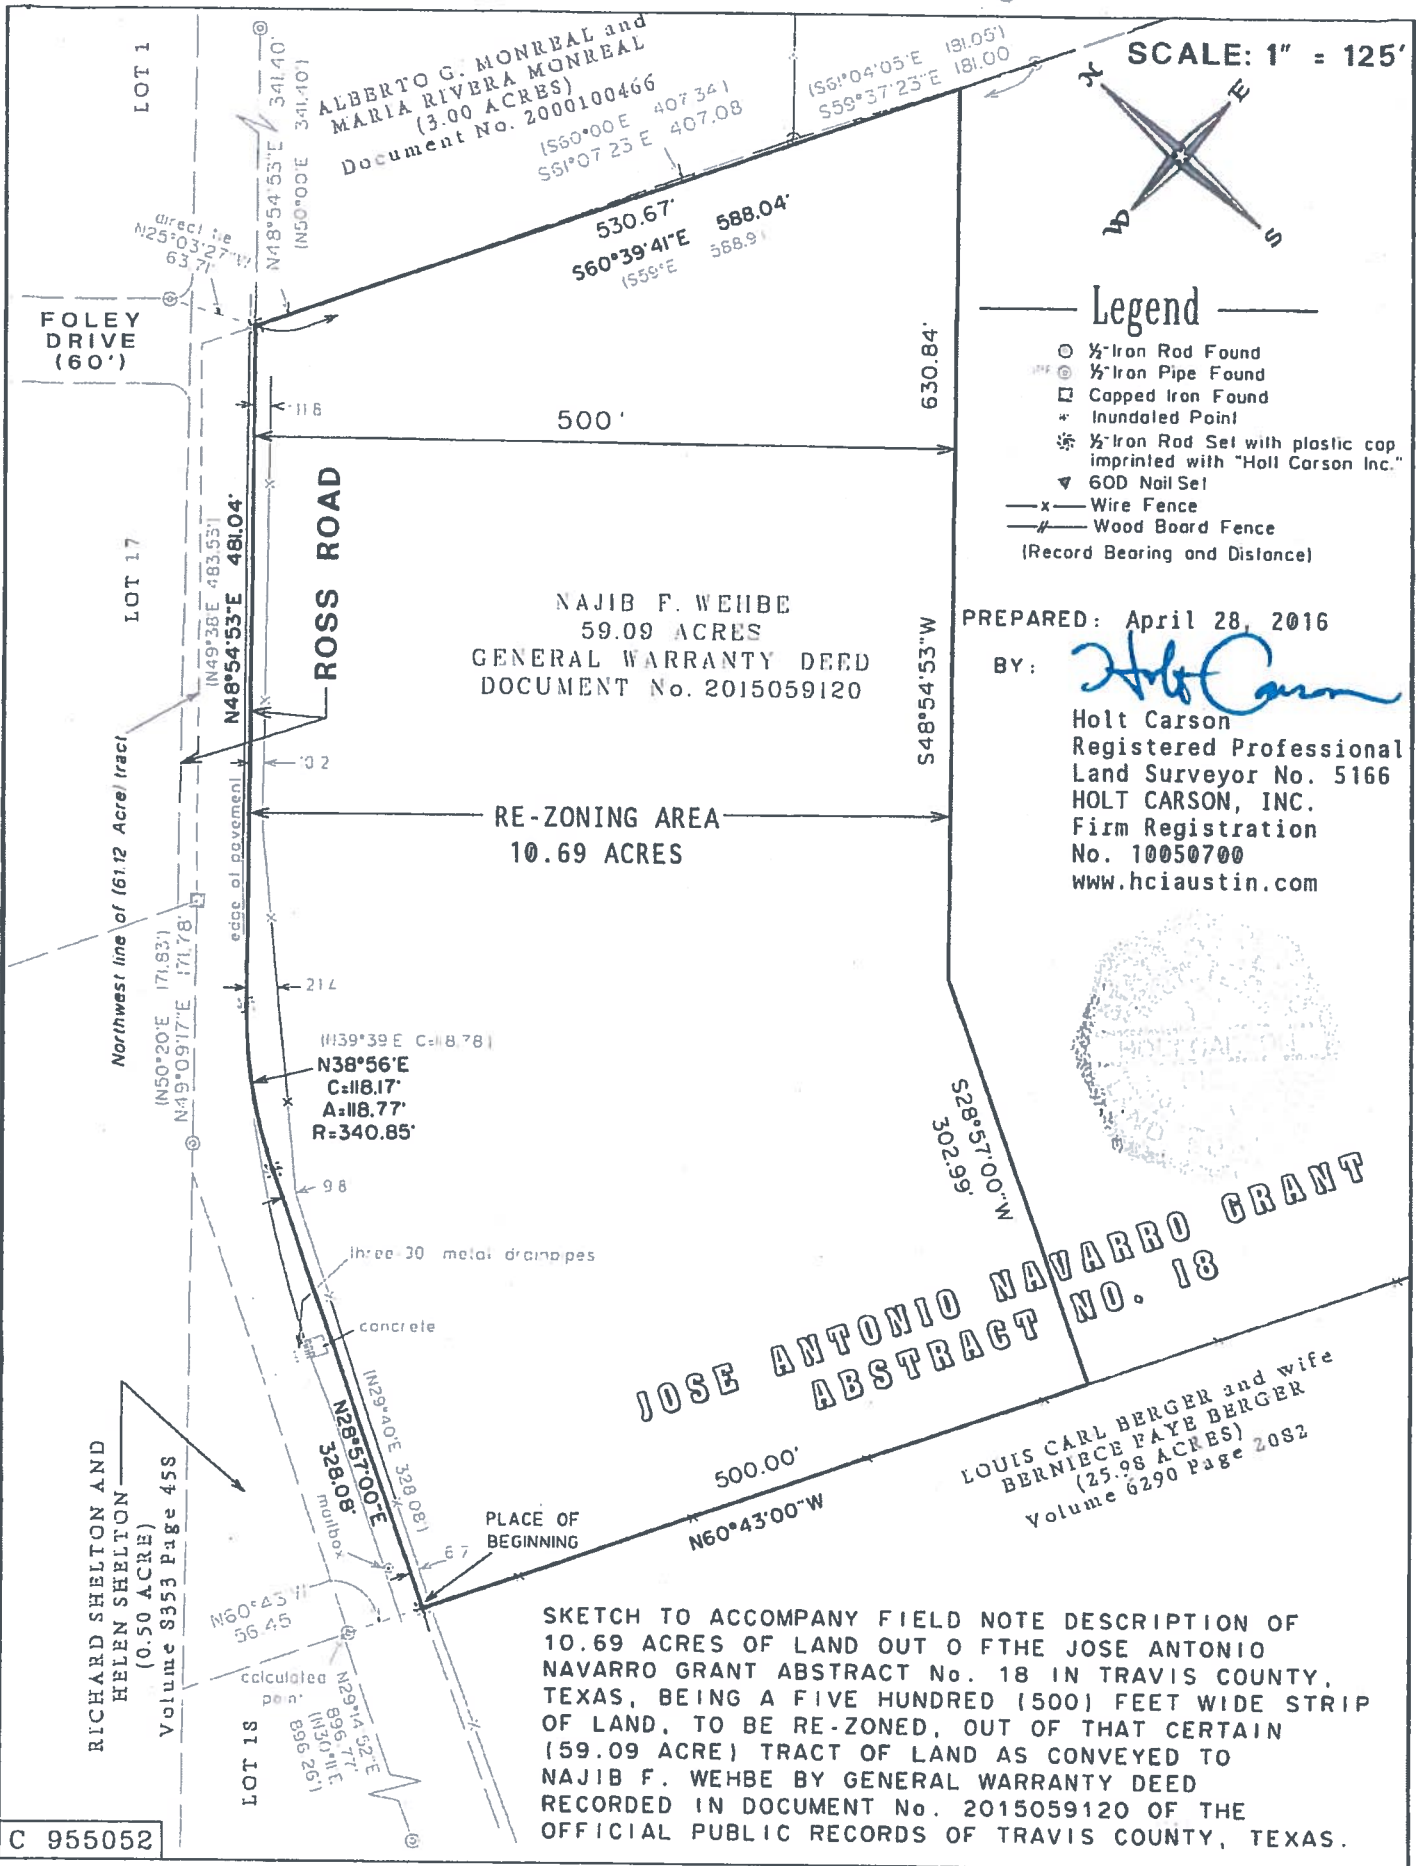 SCALE: 1" = 125'
LOT 1
N48°54'53"E 341.40'
(N50°00'E 341.40')
ALBERTO G. MONREAL and
MARIA RIVERA MONREAL
(3.00 ACRES)
Document No. 2000100466
(S60°00'E 407.34)
S61°07'23"E 407.08
(S61°04'05"E 181.05')
S59°37'23"E 181.00
530.67'
S60°39'41"E 588.04'
(S59°E
N
E
S
W
direct tie
N25°03'27"W
63.71'
FOLEY
DRIVE
(60')
Legend
½" Iron Rod Found
½" Iron Pipe Found
Capped Iron Found
Inundated Point
½" Iron Rod Set with plastic cap
imprinted with "Holt Carson Inc."
60D Nail Set
x Wire Fence
// Wood Board Fence
(Record Bearing and Distance)
11.8
500'
630.84'
S48°54'53"W
LOT 17
(N49°38'E 483.53')
N48°54'53"E 481.04'
ROSS ROAD
NAJIB F. WEHBE
59.09 ACRES
GENERAL WARRANTY DEED
DOCUMENT No. 2015059120
PREPARED: April 28, 2016
BY:
Holt Carson
Holt Carson
Registered Professional
Land Surveyor No. 5166
HOLT CARSON, INC.
Firm Registration
No. 10050700
www.hciaustin.com
10.2
RE-ZONING AREA
10.69 ACRES
Northwest line of (61.12 Acre) tract
edge of pavement
(N50°20'E 171.83')
N49°09'17"E 171.78'
21.4
(N39°39'E C=118.78)
N38°56'E
C=118.17'
A=118.77'
R=340.85'
S28°57'00"W
302.99'
9.8
three-30 metal drainpipes
concrete
JOSE ANTONIO NAVARRO GRANT
ABSTRACT NO. 18
N28°57'00"E
328.08'
(N29°40'E 328.08')
mailbox
6.7
PLACE OF
BEGINNING
500.00'
N60°43'00"W
LOUIS CARL BERGER and wife
BERNIECE FAYE BERGER
(25.98 ACRES)
Volume 6290 Page 2082
RICHARD SHELTON AND
HELEN SHELTON
(0.50 ACRE)
Volume 8353 Page 458
N60°43'W
56.45
calculated
point
N29°14'52"E
896.77'
(N30°11'E
896.26')
LOT 18
SKETCH TO ACCOMPANY FIELD NOTE DESCRIPTION OF
10.69 ACRES OF LAND OUT O FTHE JOSE ANTONIO
NAVARRO GRANT ABSTRACT No. 18 IN TRAVIS COUNTY,
TEXAS, BEING A FIVE HUNDRED (500) FEET WIDE STRIP
OF LAND, TO BE RE-ZONED, OUT OF THAT CERTAIN
(59.09 ACRE) TRACT OF LAND AS CONVEYED TO
NAJIB F. WEHBE BY GENERAL WARRANTY DEED
RECORDED IN DOCUMENT No. 2015059120 OF THE
OFFICIAL PUBLIC RECORDS OF TRAVIS COUNTY, TEXAS.
C 955052